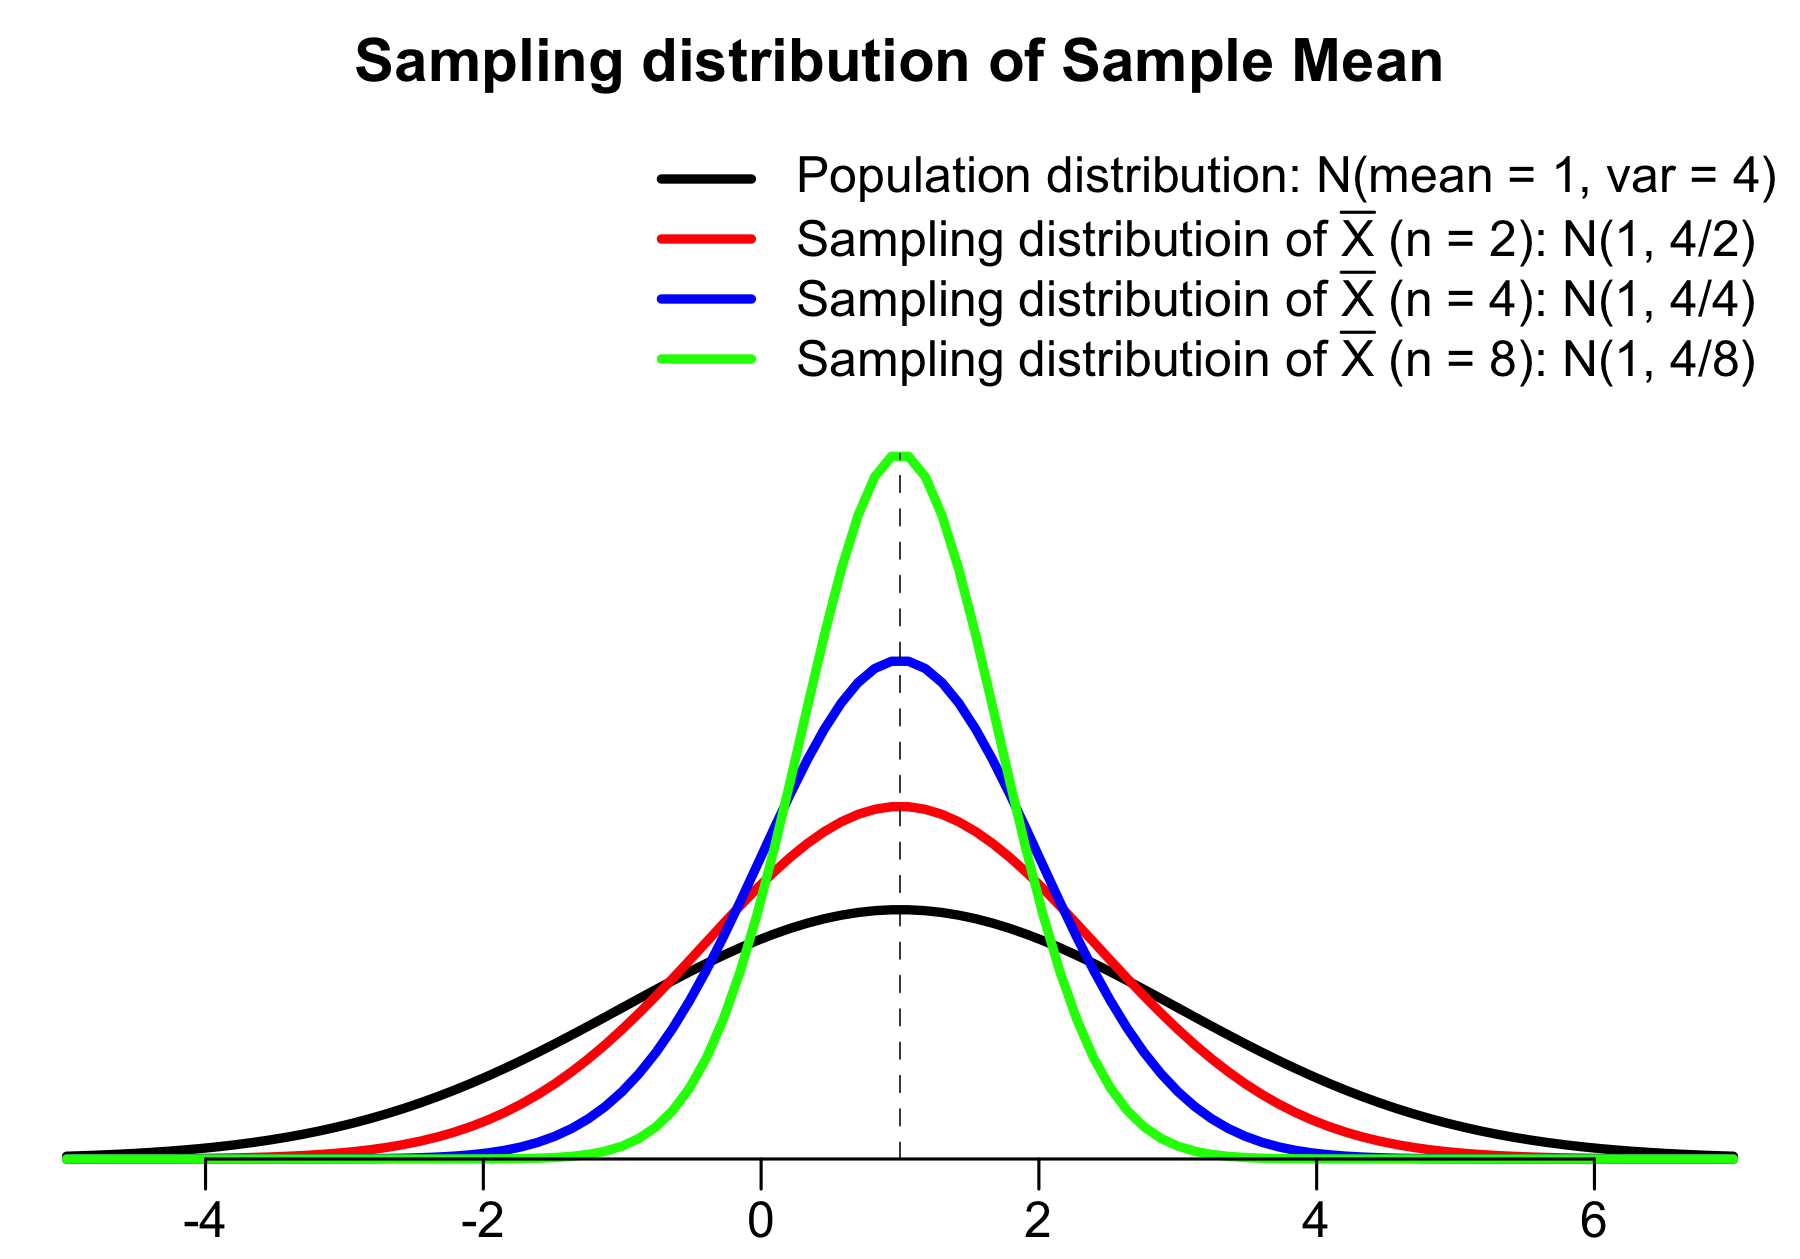 Sampling distribution of Sample Mean
Population distribution: N(mean = 1, var = 4)
Sampling distributioin of X̅ (n = 2): N(1, 4/2)
Sampling distributioin of X̅ (n = 4): N(1, 4/4)
Sampling distributioin of X̅ (n = 8): N(1, 4/8)
-4 -2 0 2 4 6